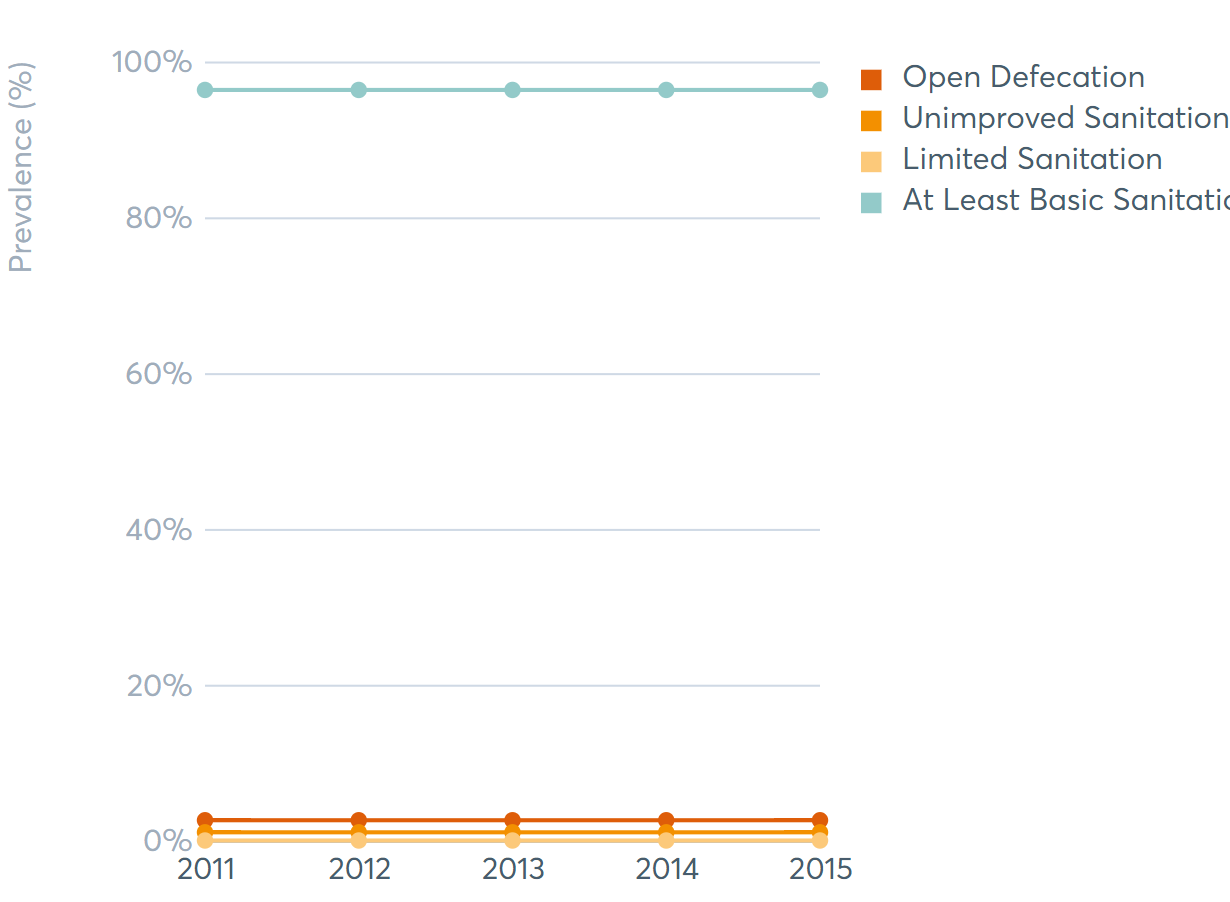 Prevalence (%)
100%
80%
60%
40%
20%
0%
2011 2012 2013 2014 2015
Open Defecation
Unimproved Sanitation
Limited Sanitation
At Least Basic Sanitatio